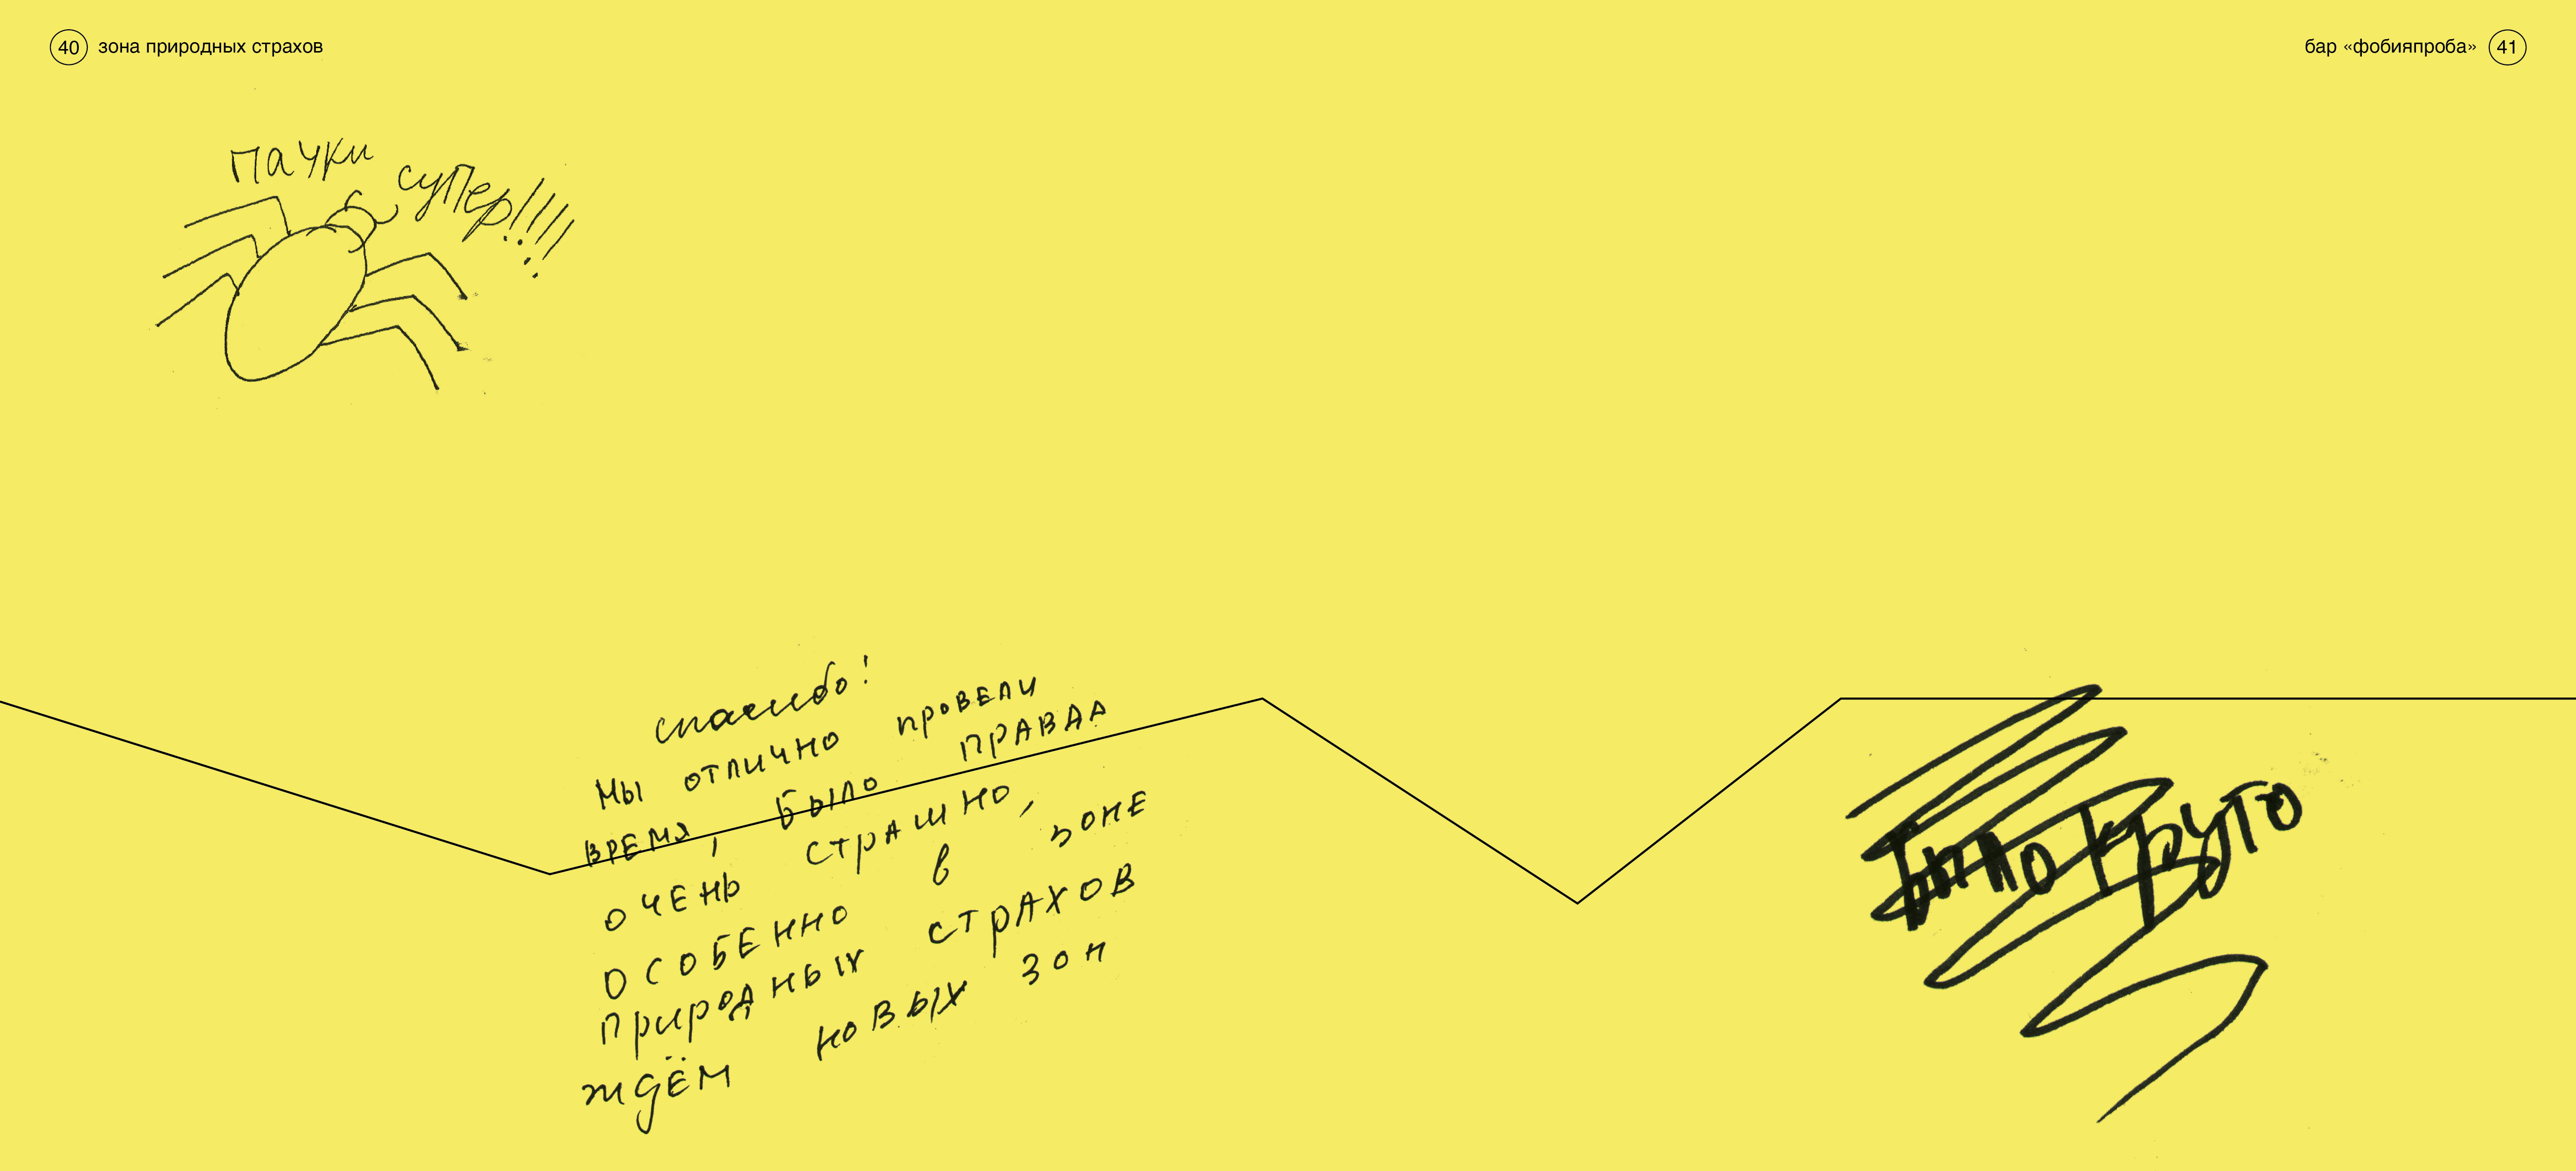 40 зона природных страхов
бар «фобияпроба» 41
пачки
супер!!!!
спасибо!
Мы отлично провели
время, было правда
очень страшно,
особенно в зоне
природных страхов
ждём новых зон
было круто